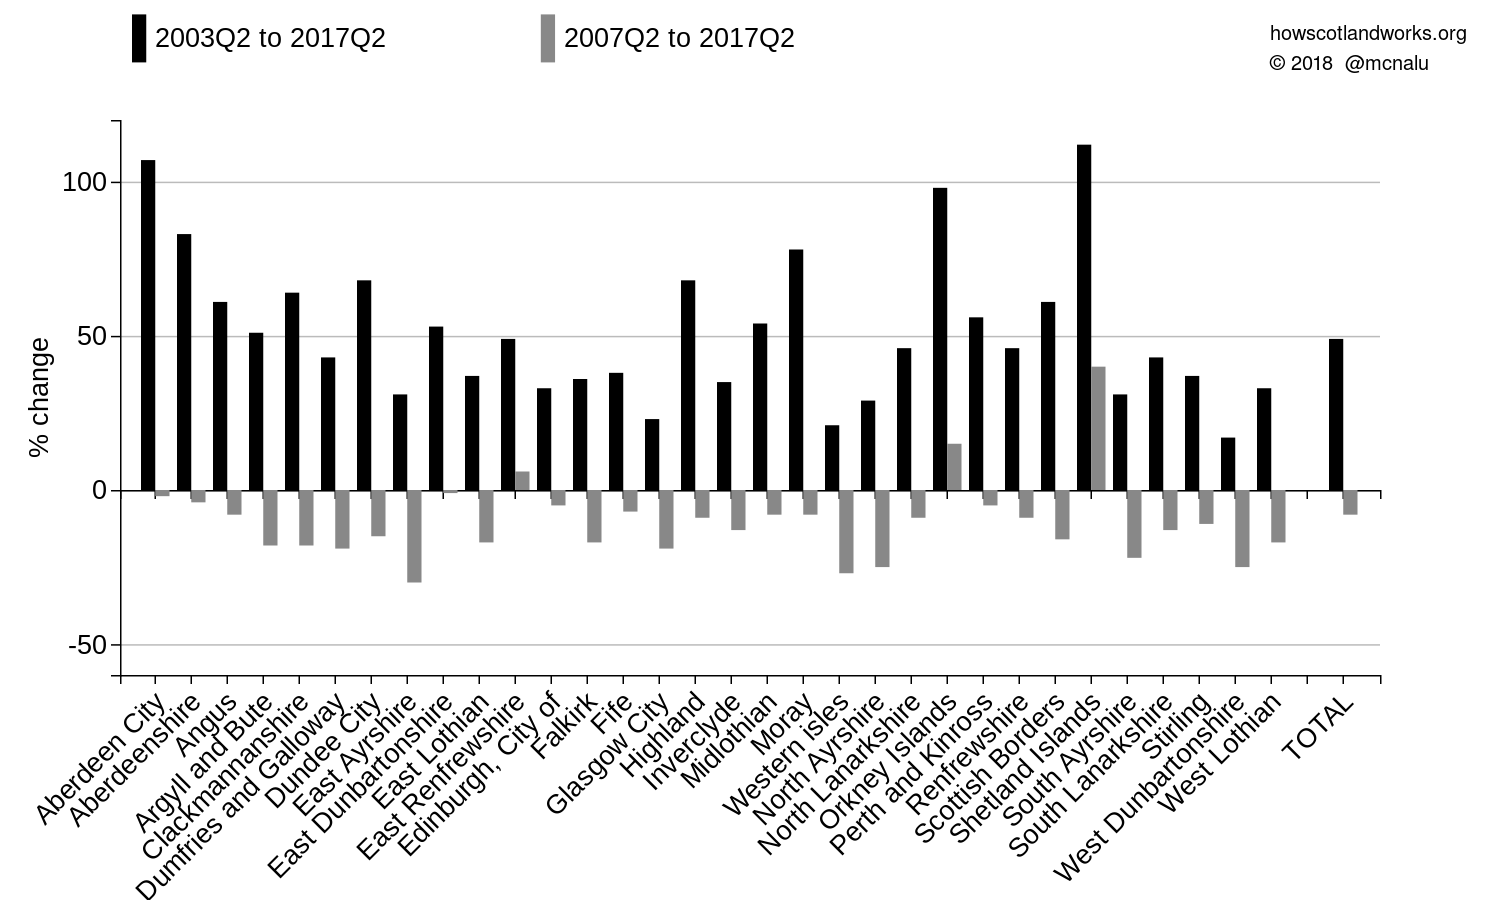 2003Q2 to 2017Q2
2007Q2 to 2017Q2
howscotlandworks.org
© 2018 @mcnalu
% change
100
50
0
-50
Aberdeen City
Aberdeenshire
Angus
Argyll and Bute
Clackmannanshire
Dumfries and Galloway
Dundee City
East Ayrshire
East Dunbartonshire
East Lothian
East Renfrewshire
Edinburgh, City of
Falkirk
Fife
Glasgow City
Highland
Inverclyde
Midlothian
Moray
Western isles
North Ayrshire
North Lanarkshire
Orkney Islands
Perth and Kinross
Renfrewshire
Scottish Borders
Shetland Islands
South Ayrshire
South Lanarkshire
Stirling
West Dunbartonshire
West Lothian
TOTAL